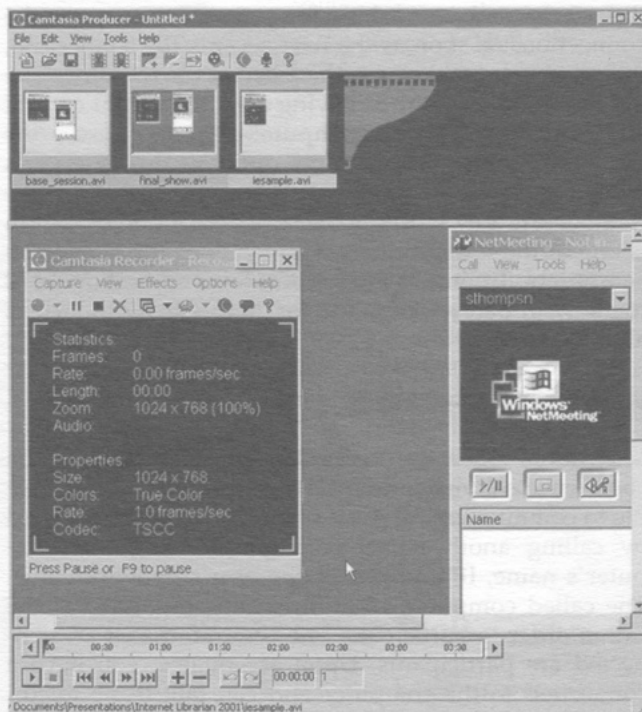 Camtasia Producer - Untitled *
File Edit View Tools Help
base_session.avi final_show.avi iesample.avi
Camtasia Recorder - Reco...
Capture View Effects Options Help
Statistics:
Frames: 0
Rate: 0.00 frames/sec
Length: 00:00
Zoom: 1024 x 768 (100%)
Audio:
Properties:
Size: 1024 x 768
Colors: True Color
Rate: 1.0 frames/sec
Codec: TSCC
Press Pause or F9 to pause
NetMeeting - Not in...
Call View Tools Help
sthompsn
Windows
NetMeeting
Name
00:30 01:00 01:30 02:00 02:30 03:00 03:30
00:00:00 1
Documents\Presentations\Internet Librarian 2001\iesample.avi